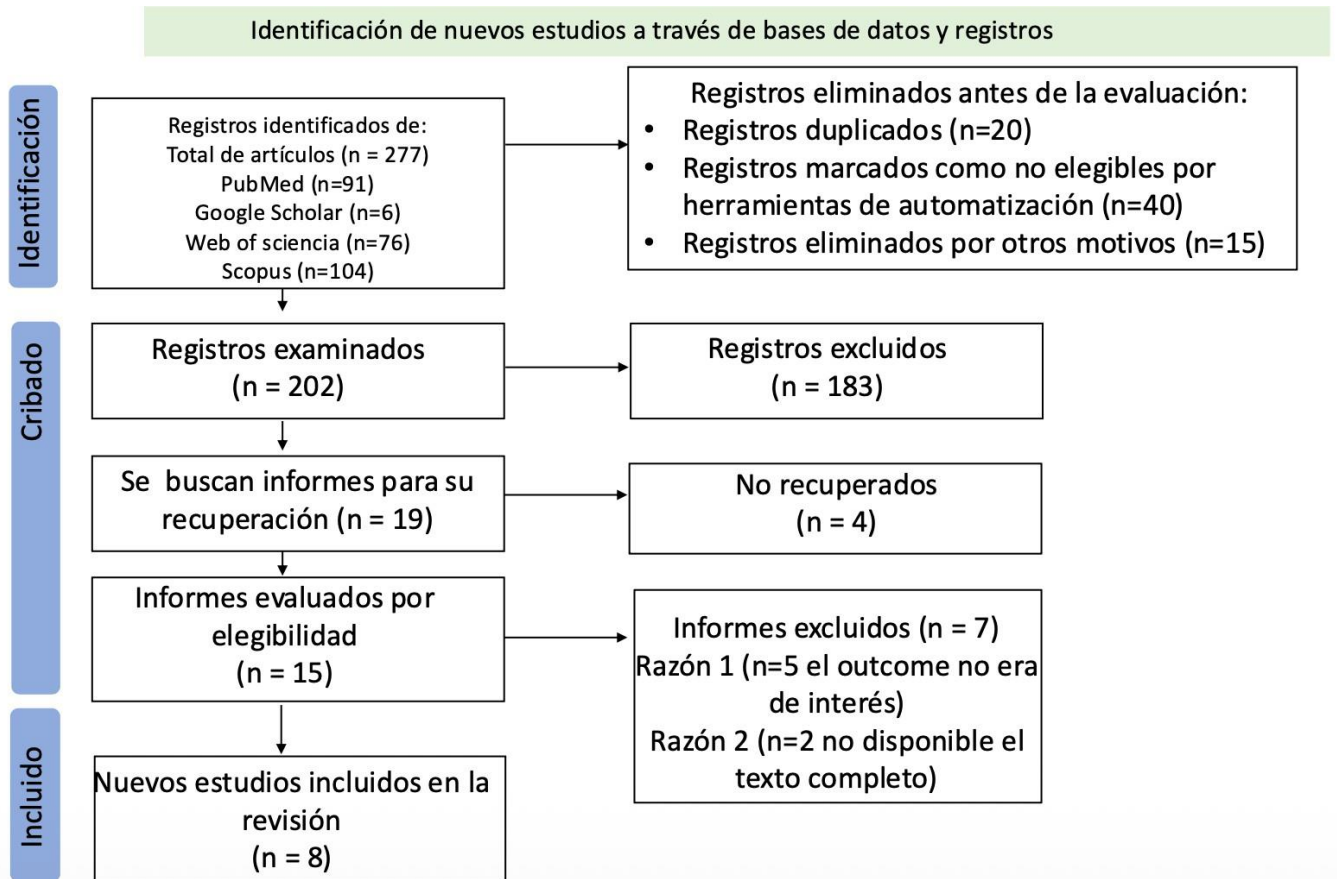 Identificación de nuevos estudios a través de bases de datos y registros
Identificación
Registros identificados de:
Total de artículos (n = 277)
PubMed (n=91)
Google Scholar (n=6)
Web of sciencia (n=76)
Scopus (n=104)
Registros eliminados antes de la evaluación:
• Registros duplicados (n=20)
• Registros marcados como no elegibles por
herramientas de automatización (n=40)
• Registros eliminados por otros motivos (n=15)
Cribado
Registros examinados
(n = 202)
Registros excluidos
(n = 183)
Se buscan informes para su
recuperación (n = 19)
No recuperados
(n = 4)
Informes evaluados por
elegibilidad
(n = 15)
Informes excluidos (n = 7)
Razón 1 (n=5 el outcome no era
de interés)
Razón 2 (n=2 no disponible el
texto completo)
Incluido
Nuevos estudios incluidos en la
revisión
(n = 8)